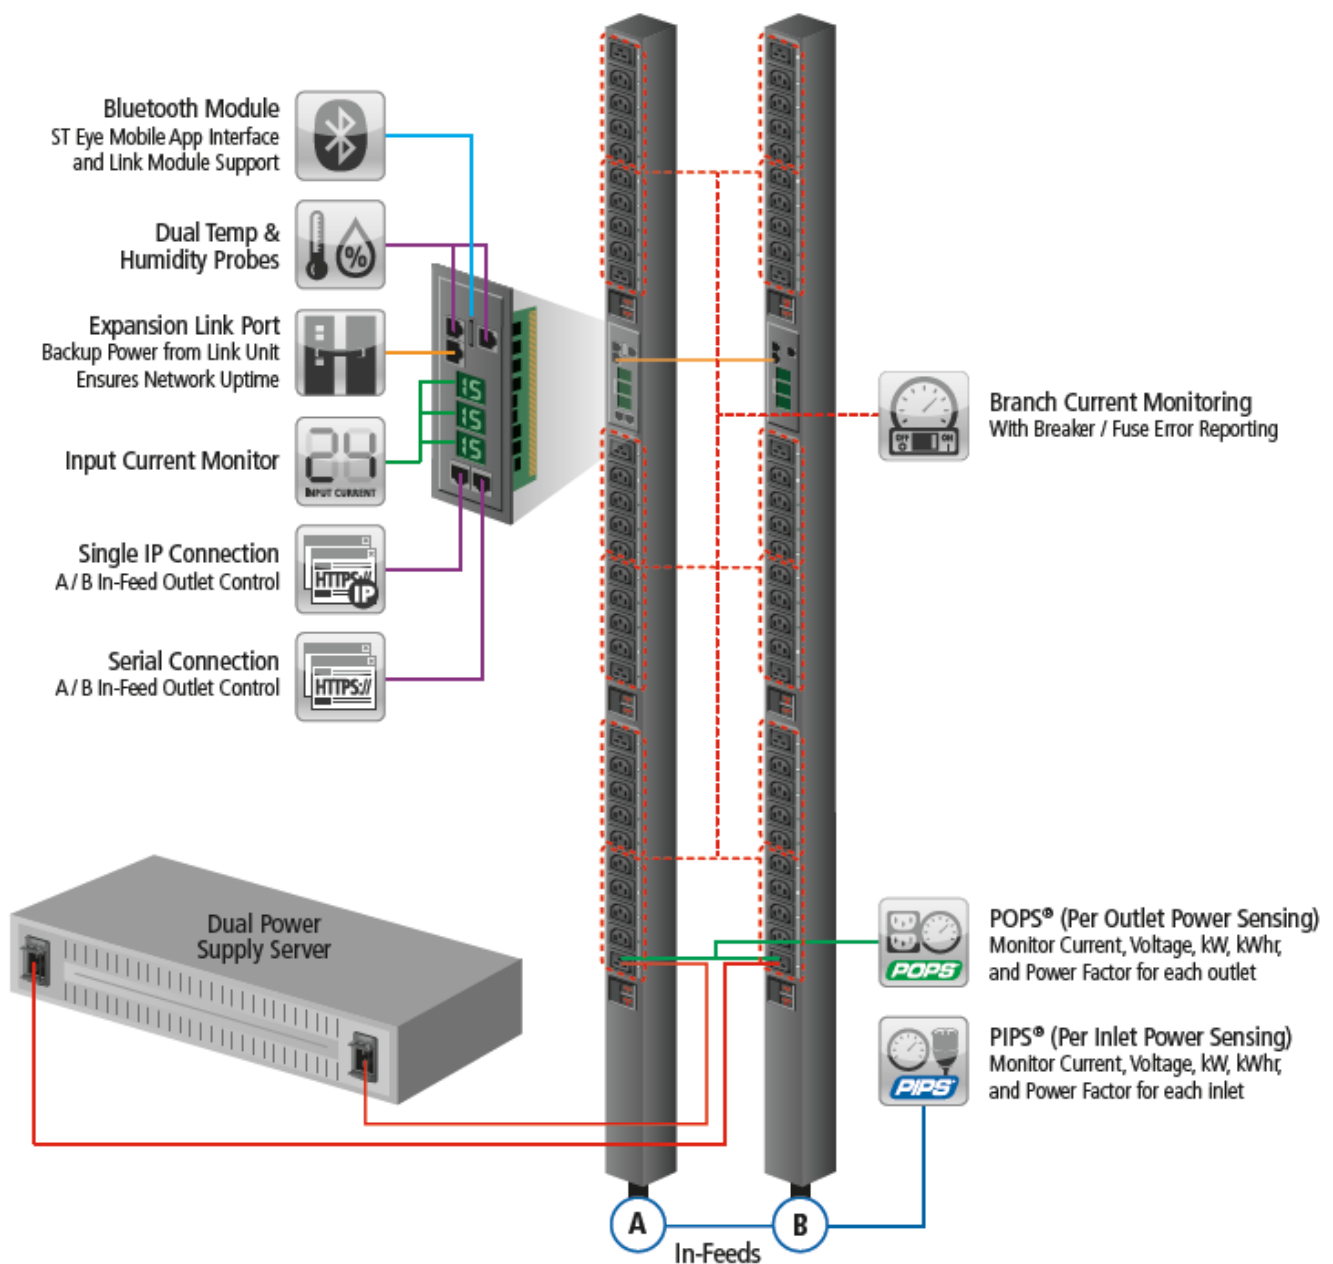 Bluetooth Module
ST Eye Mobile App Interface
and Link Module Support
Dual Temp &
Humidity Probes
%
Expansion Link Port
Backup Power from Link Unit
Ensures Network Uptime
Input Current Monitor
24
INPUT CURRENT
15
15
15
Single IP Connection
A / B In-Feed Outlet Control
HTTPS://
IP
Serial Connection
A / B In-Feed Outlet Control
HTTPS://
Branch Current Monitoring
With Breaker / Fuse Error Reporting
OFF
O
ON
I
Dual Power
Supply Server
POPS® (Per Outlet Power Sensing)
Monitor Current, Voltage, kW, kWhr,
and Power Factor for each outlet
POPS
PIPS® (Per Inlet Power Sensing)
Monitor Current, Voltage, kW, kWhr,
and Power Factor for each inlet
PIPS
A
B
In-Feeds